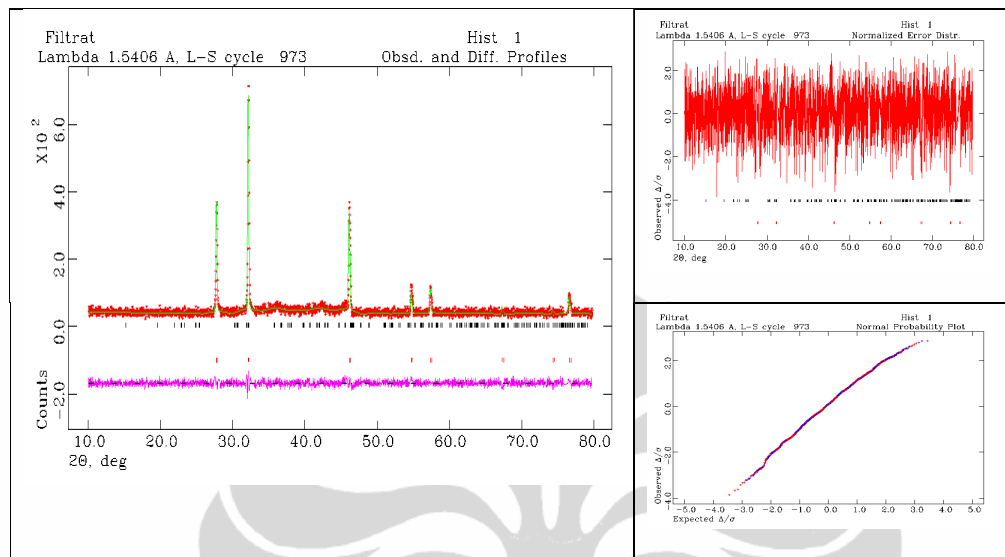 Filtrat Hist 1
Lambda 1.5406 A, L-S cycle 973 Obsd. and Diff. Profiles
X10 2
6.0
4.0
2.0
0.0
-2.0
Counts
10.0 20.0 30.0 40.0 50.0 60.0 70.0 80.0
2Θ, deg
Filtrat Hist 1
Lambda 1.5406 A, L-S cycle 973 Normalized Error Distr.
2.0
0.0
-2.0
-4.0
Observed Δ/σ
10.0 20.0 30.0 40.0 50.0 60.0 70.0 80.0
2Θ, deg
Filtrat Hist 1
Lambda 1.5406 A, L-S cycle 973 Normal Probability Plot
2.0
0.0
-2.0
-4.0
Observed Δ/σ
-5.0 -4.0 -3.0 -2.0 -1.0 0.0 1.0 2.0 3.0 4.0 5.0
Expected Δ/σ